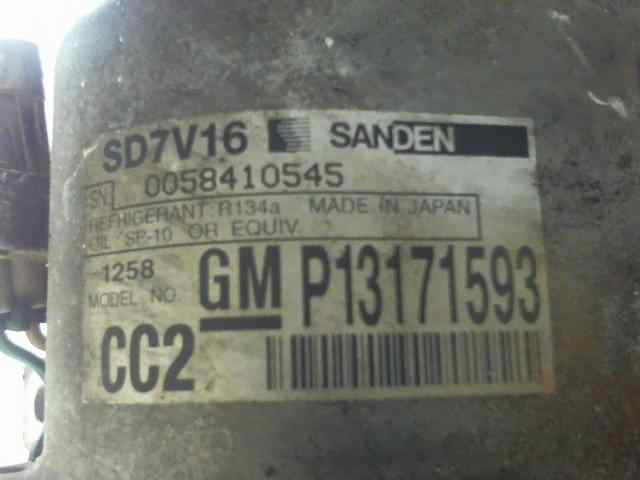 SD7V16 SANDEN
SN 0058410545
REFRIGERANT R134a MADE IN JAPAN
OIL SP-10 OR EQUIV.
1258
MODEL NO.
GM P13171593
CC2